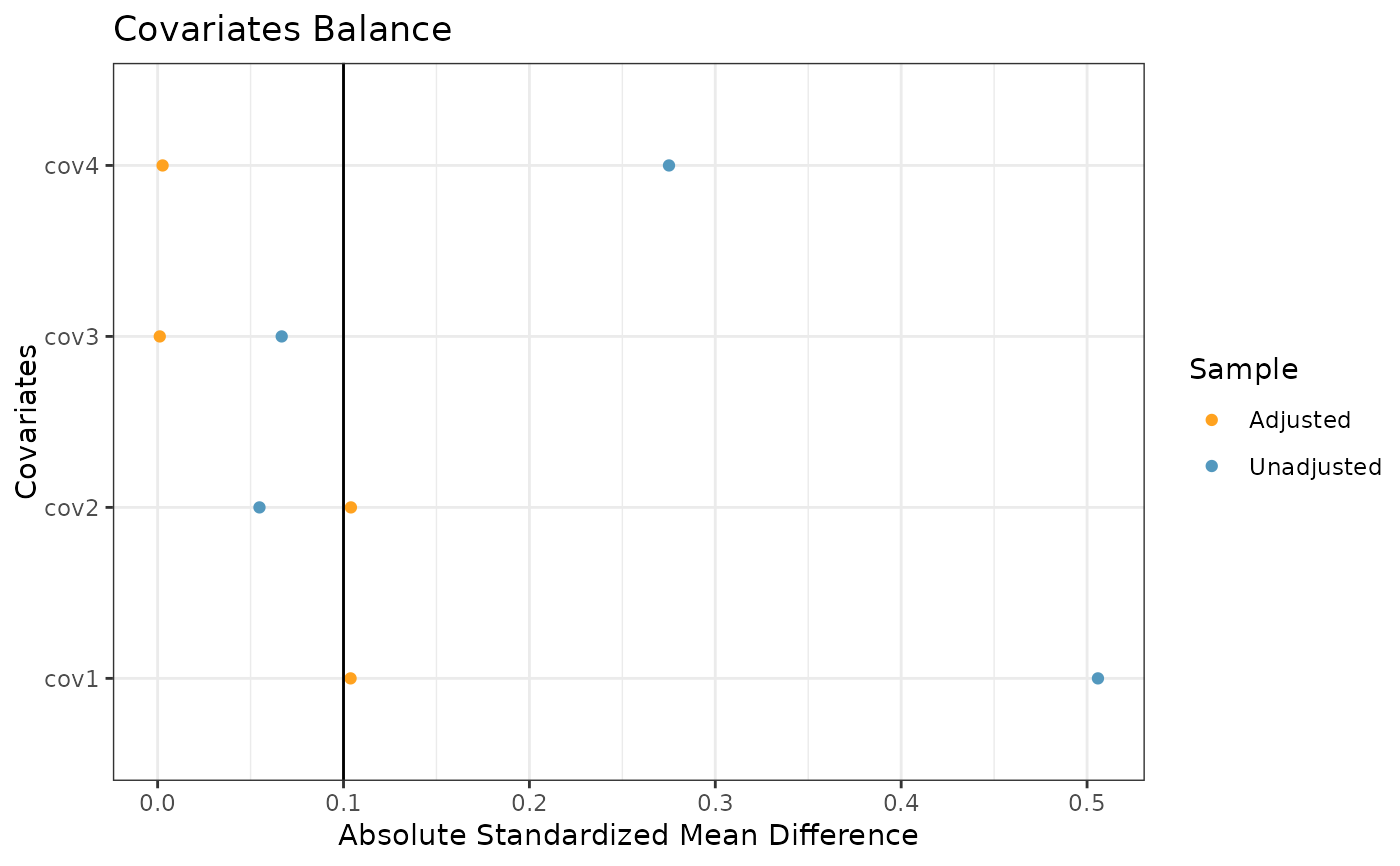 Covariates Balance
cov4
cov3
cov2
cov1
Covariates
0.0 0.1 0.2 0.3 0.4 0.5
Absolute Standardized Mean Difference
Sample
Adjusted
Unadjusted